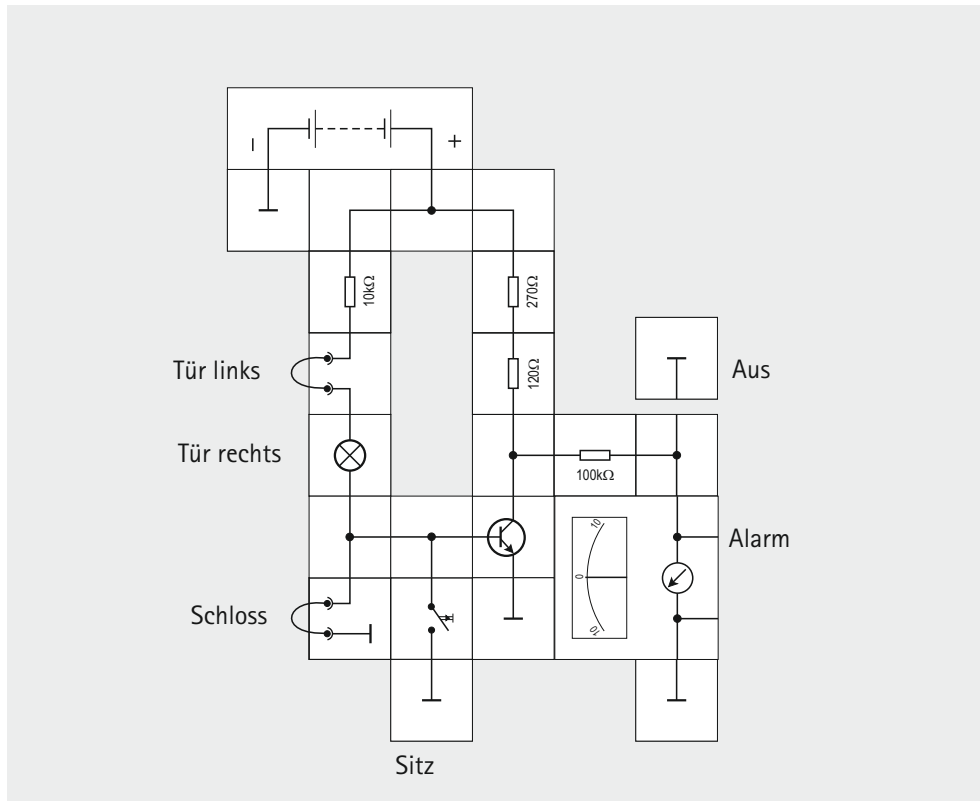 – +
10kΩ
270Ω
Tür links
120Ω
Aus
Tür rechts
100kΩ
10
0
10
Alarm
Schloss
Sitz